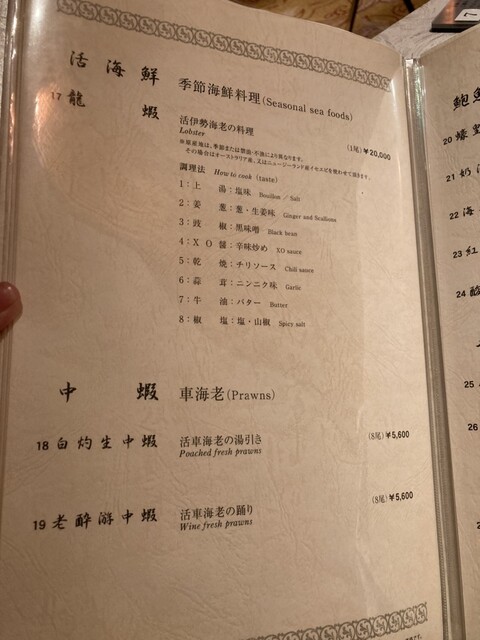 活海鮮 季節海鮮料理(Seasonal sea foods)
17 龍蝦 活伊勢海老の料理 (1尾) ¥20,000
Lobster
調理法 How to cook (taste)
1:上湯:塩味 Bouillon / Salt
2:姜葱:葱・生姜味 Ginger and Scallions
3:豉椒:黒味噌 Black bean
4:XO醤:辛味炒め XO sauce
5:乾焼:チリソース Chili sauce
6:蒜茸:ニンニク味 Garlic
7:牛油:バター Butter
8:椒塩:塩・山椒 Spicy salt
中蝦 車海老(Prawns)
18 白灼生中蝦 活車海老の湯引き (8尾) ¥5,600
Poached fresh prawns
19 老醉游中蝦 活車海老の踊り (8尾) ¥5,600
Wine fresh prawns
鮑魚
20
21 奶
22 海
23 紅
24
25
26